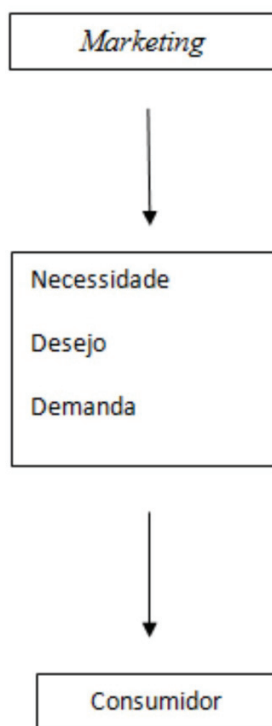 Marketing
Necessidade
Desejo
Demanda
Consumidor